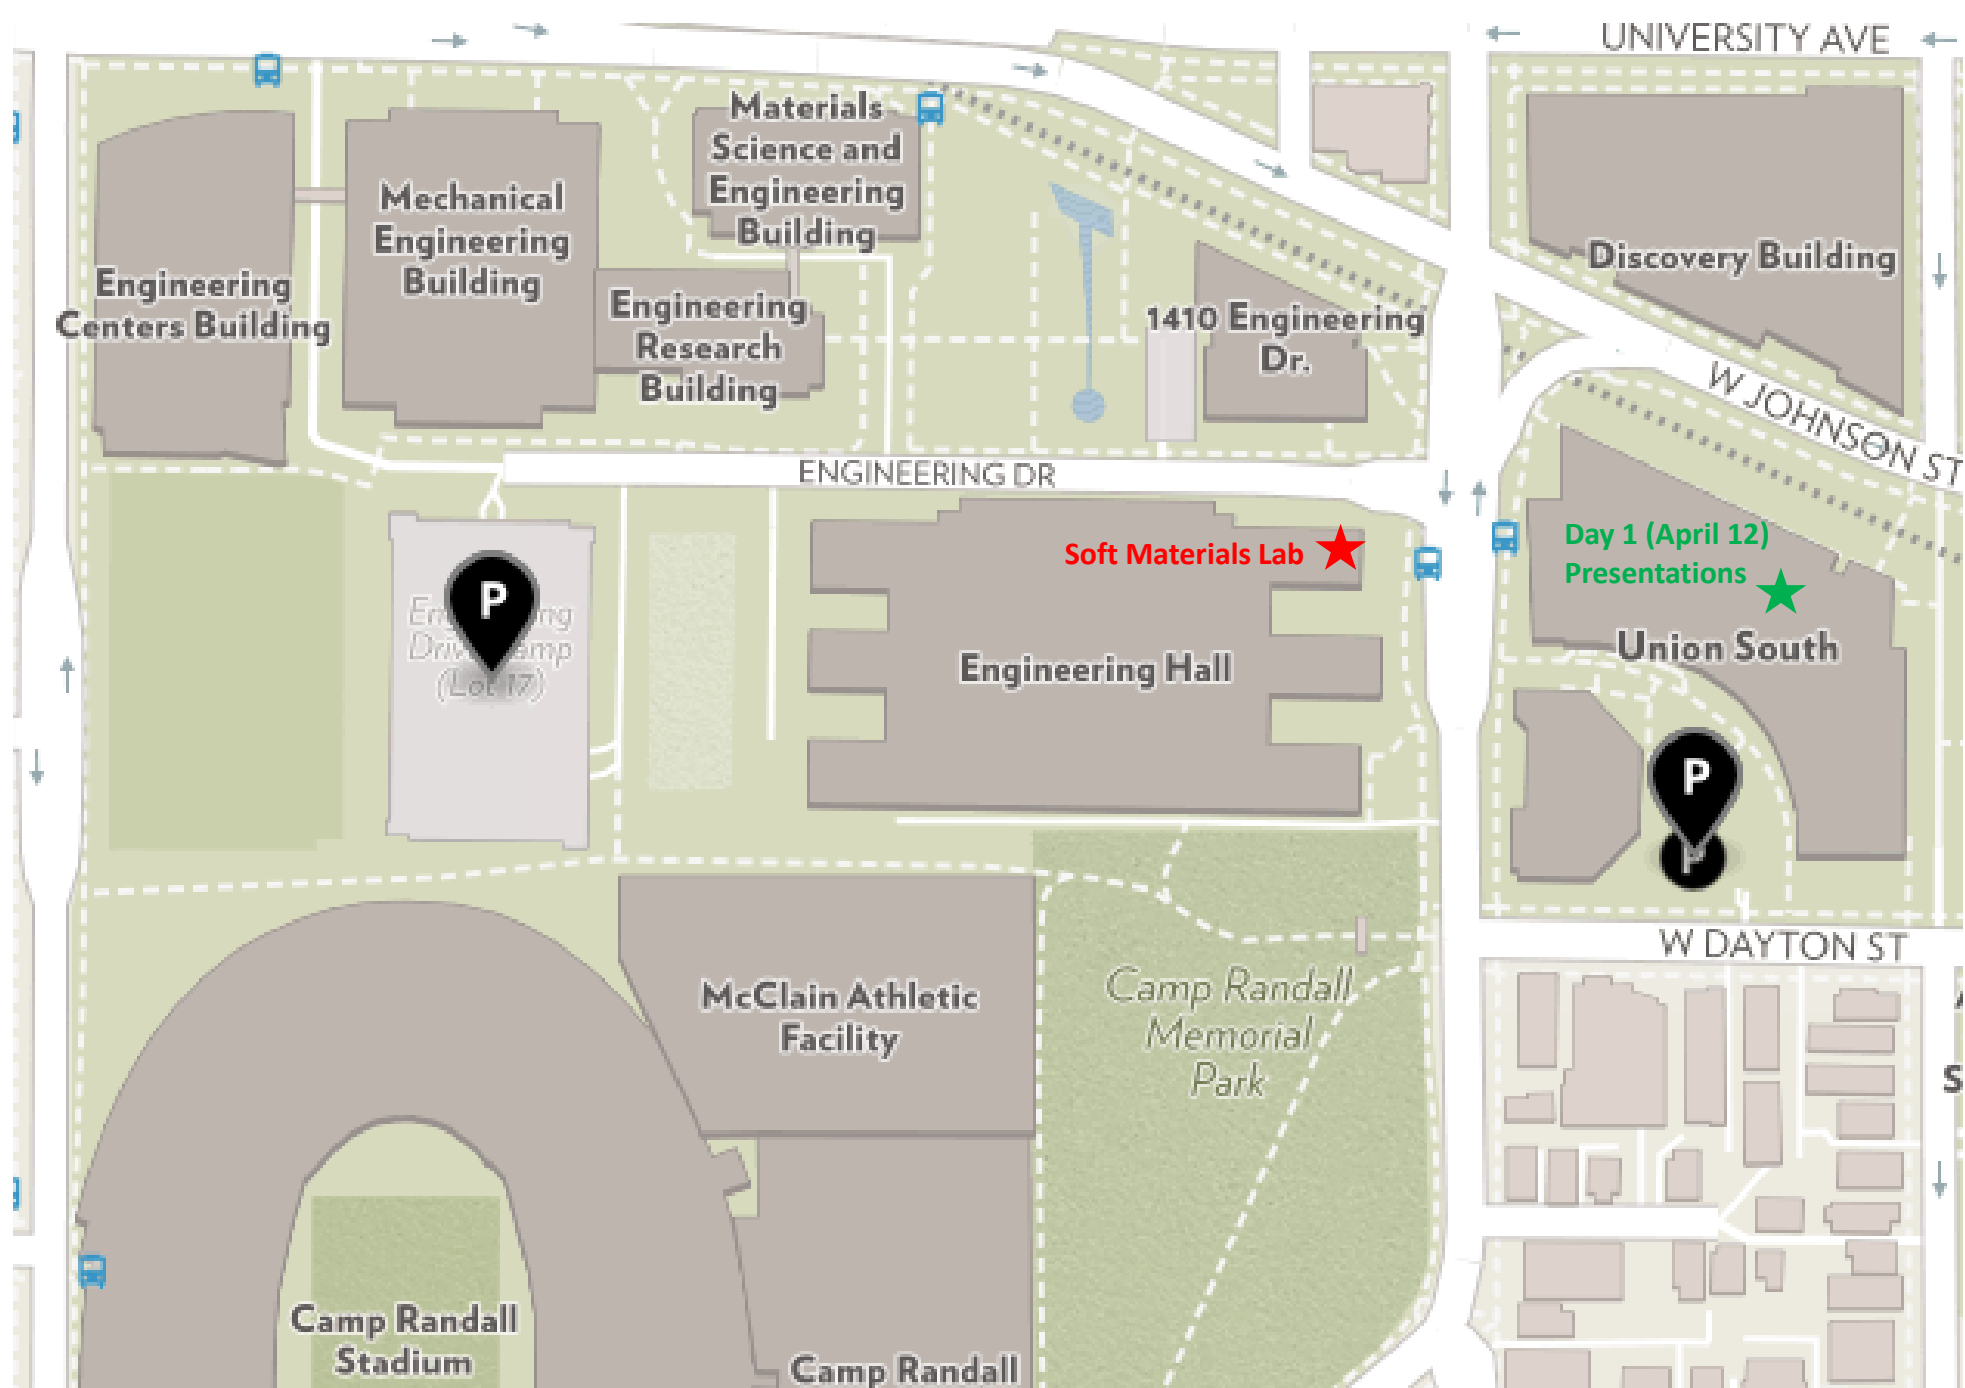 UNIVERSITY AVE
Materials
Science and
Engineering
Building
Mechanical
Engineering
Building
Engineering
Centers Building
Engineering
Research
Building
1410 Engineering
Dr.
Discovery Building
W JOHNSON ST
ENGINEERING DR
Soft Materials Lab
Day 1 (April 12)
Presentations
Union South
P
Engineering Hall
(Lot 17)
P
P
W DAYTON ST
McClain Athletic
Facility
Camp Randall
Memorial
Park
Camp Randall
Stadium
Camp Randall
S